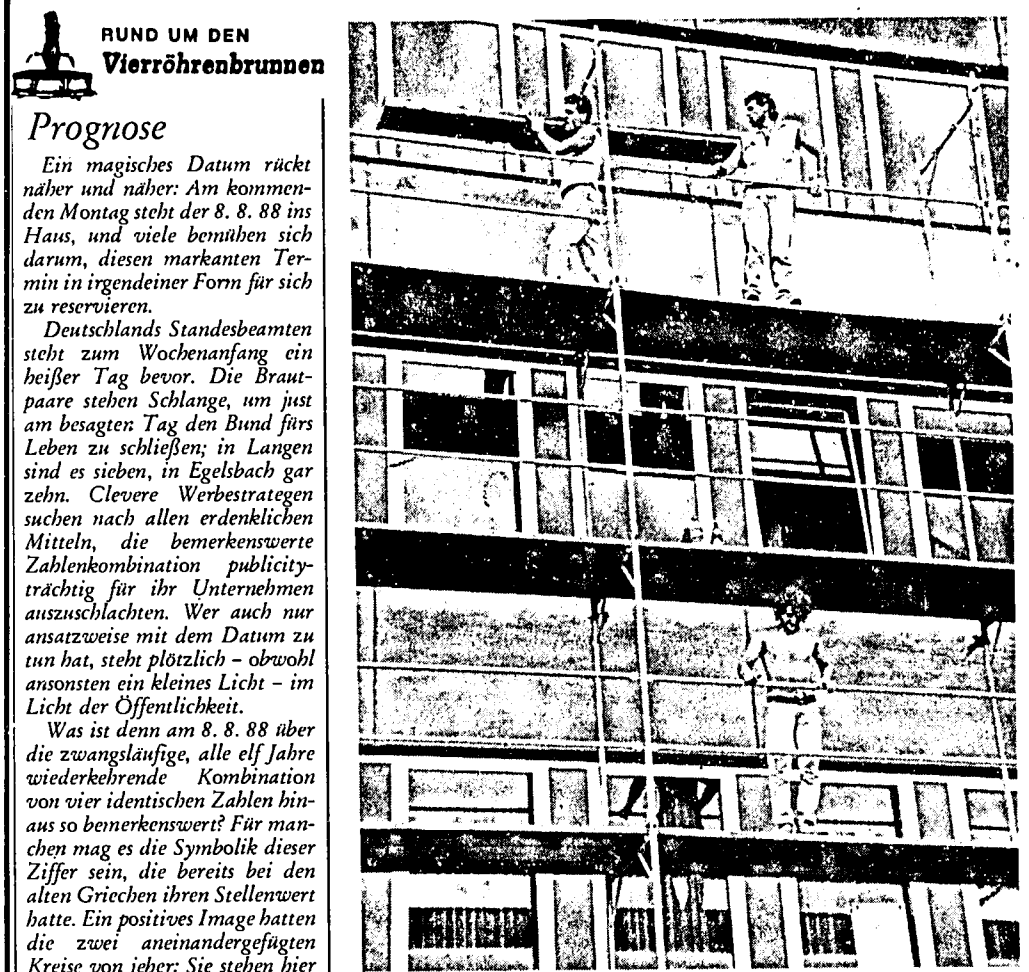 RUND UM DEN
Vierröhrenbrunnen
Prognose
Ein magisches Datum rückt
näher und näher: Am kommen-
den Montag steht der 8. 8. 88 ins
Haus, und viele bemühen sich
darum, diesen markanten Ter-
min in irgendeiner Form für sich
zu reservieren.
Deutschlands Standesbeamten
steht zum Wochenanfang ein
heißer Tag bevor. Die Braut-
paare stehen Schlange, um just
am besagten Tag den Bund fürs
Leben zu schließen; in Langen
sind es sieben, in Egelsbach gar
zehn. Clevere Werbestrategen
suchen nach allen erdenklichen
Mitteln, die bemerkenswerte
Zahlenkombination publicity-
trächtig für ihr Unternehmen
auszuschlachten. Wer auch nur
ansatzweise mit dem Datum zu
tun hat, steht plötzlich – obwohl
ansonsten ein kleines Licht – im
Licht der Öffentlichkeit.
Was ist denn am 8. 8. 88 über
die zwangsläufige, alle elf Jahre
wiederkehrende Kombination
von vier identischen Zahlen hin-
aus so bemerkenswert? Für man-
chen mag es die Symbolik dieser
Ziffer sein, die bereits bei den
alten Griechen ihren Stellenwert
hatte. Ein positives Image hatten
die zwei aneinandergefügten
Kreise von jeher: Sie stehen hier